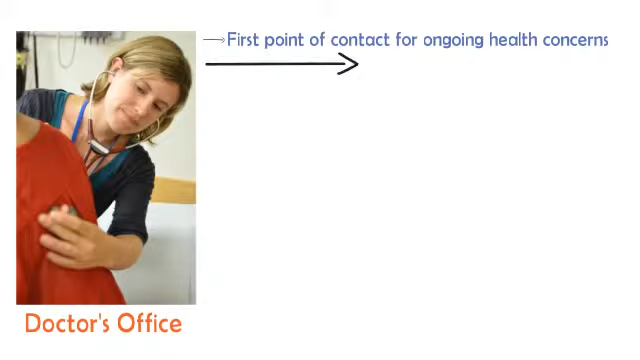 First point of contact for ongoing health concerns
Doctor's Office